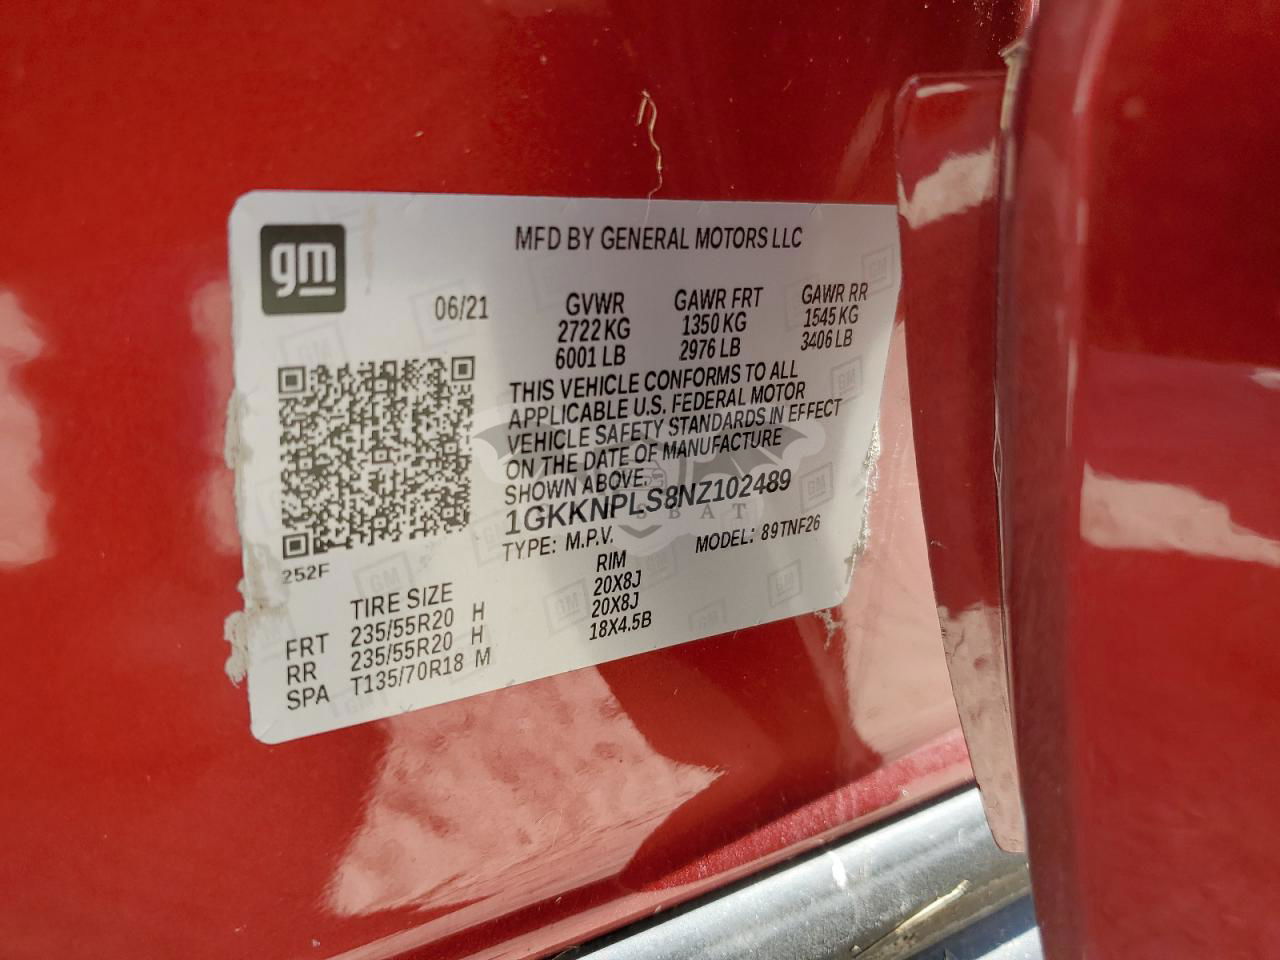 gm
MFD BY GENERAL MOTORS LLC
06/21
GVWR GAWR FRT GAWR RR
2722 KG 1350 KG 1545 KG
6001 LB 2976 LB 3406 LB
THIS VEHICLE CONFORMS TO ALL
APPLICABLE U.S. FEDERAL MOTOR
VEHICLE SAFETY STANDARDS IN EFFECT
ON THE DATE OF MANUFACTURE
SHOWN ABOVE.
1GKKNPLS8NZ102489
TYPE: M.P.V. MODEL: 89TNF26
252F
TIRE SIZE RIM
FRT 235/55R20 H 20X8J
RR 235/55R20 H 20X8J
SPA T135/70R18 M 18X4.5B